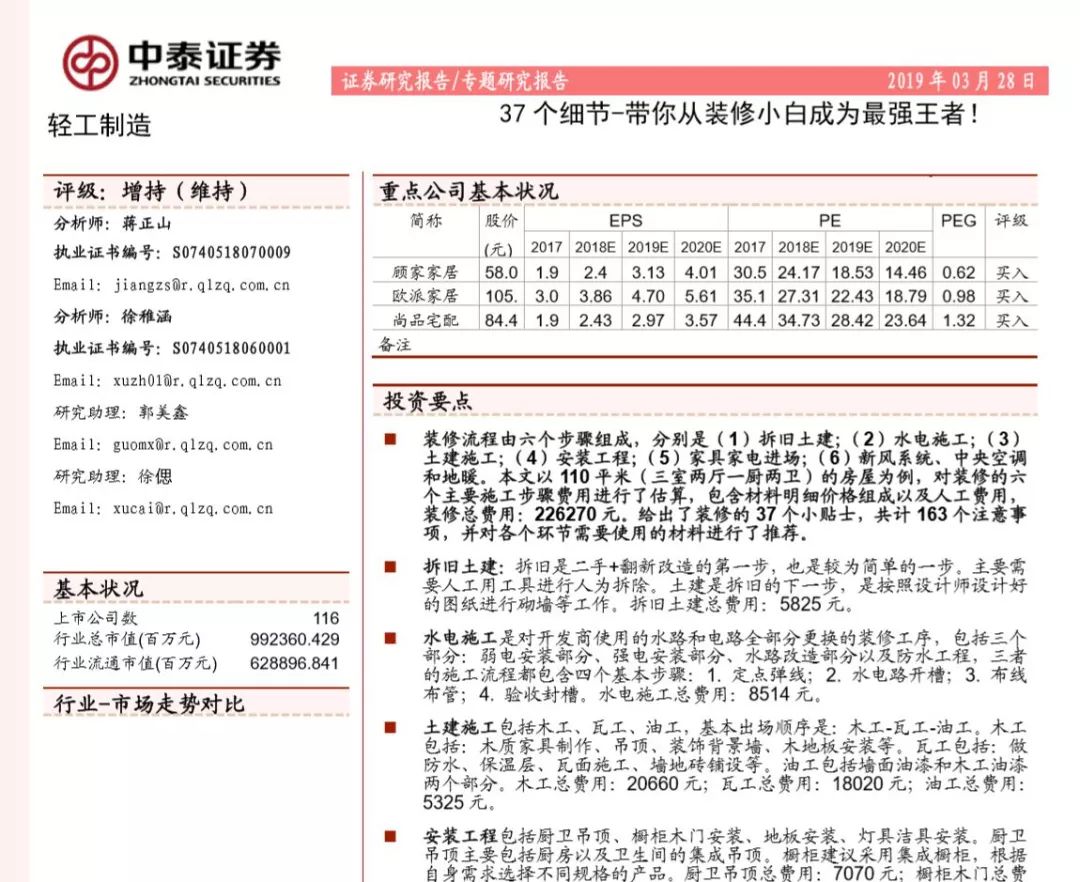 中泰证券
ZHONGTAI SECURITIES
证券研究报告/专题研究报告 2019 年 03 月 28 日
轻工制造
37 个细节-带你从装修小白成为最强王者！
评级：增持（维持）
分析师：蒋正山
执业证书编号：S0740518070009
Email：jiangzs@r.qlzq.com.cn
分析师：徐稚涵
执业证书编号：S0740518060001
Email：xuzh01@r.qlzq.com.cn
研究助理：郭美鑫
Email：guomx@r.qlzq.com.cn
研究助理：徐偲
Email：xucai@r.qlzq.com.cn
基本状况
上市公司数 116
行业总市值(百万元) 992360.429
行业流通市值(百万元) 628896.841
行业-市场走势对比
重点公司基本状况
简称 股价 EPS PE PEG 评级
(元) 2017 2018E 2019E 2020E 2017 2018E 2019E 2020E
顾家家居 58.0 1.9 2.4 3.13 4.01 30.5 24.17 18.53 14.46 0.62 买入
欧派家居 105. 3.0 3.86 4.70 5.61 35.1 27.31 22.43 18.79 0.98 买入
尚品宅配 84.4 1.9 2.43 2.97 3.57 44.4 34.73 28.42 23.64 1.32 买入
备注
投资要点
■ 装修流程由六个步骤组成，分别是（1）拆旧土建；（2）水电施工；（3）
土建施工；（4）安装工程；（5）家具家电进场；（6）新风系统、中央空调
和地暖。本文以 110 平米（三室两厅一厨两卫）的房屋为例，对装修的六
个主要施工步骤费用进行了估算，包含材料明细价格组成以及人工费用，
装修总费用：226270 元。给出了装修的 37 个小贴士，共计 163 个注意事
项，并对各个环节需要使用的材料进行了推荐。
■ 拆旧土建：拆旧是二手+翻新改造的第一步，也是较为简单的一步。主要需
要人工用工具进行人为拆除。土建是拆旧的下一步，是按照设计师设计好
的图纸进行砌墙等工作。拆旧土建总费用：5825 元。
■ 水电施工是对开发商使用的水路和电路全部分更换的装修工序，包括三个
部分：弱电安装部分、强电安装部分、水路改造部分以及防水工程，三者
的施工流程都包含四个基本步骤：1. 定点弹线；2. 水电路开槽；3. 布线
布管；4. 验收封槽。水电施工总费用：8514 元。
■ 土建施工包括木工、瓦工、油工，基本出场顺序是：木工-瓦工-油工。木工
包括：木质家具制作、吊顶、装饰背景墙、木地板安装等。瓦工包括：做
防水、保温层、瓦面施工、墙地砖铺设等。油工包括墙面油漆和木工油漆
两个部分。木工总费用：20660 元；瓦工总费用：18020 元；油工总费用：
5325 元。
■ 安装工程包括厨卫吊顶、橱柜木门安装、地板安装、灯具洁具安装。厨卫
吊顶主要包括厨房以及卫生间的集成吊顶。橱柜建议采用集成橱柜，根据
自身需求选择不同规格的产品。厨卫吊顶总费用：7070 元；橱柜木门总费